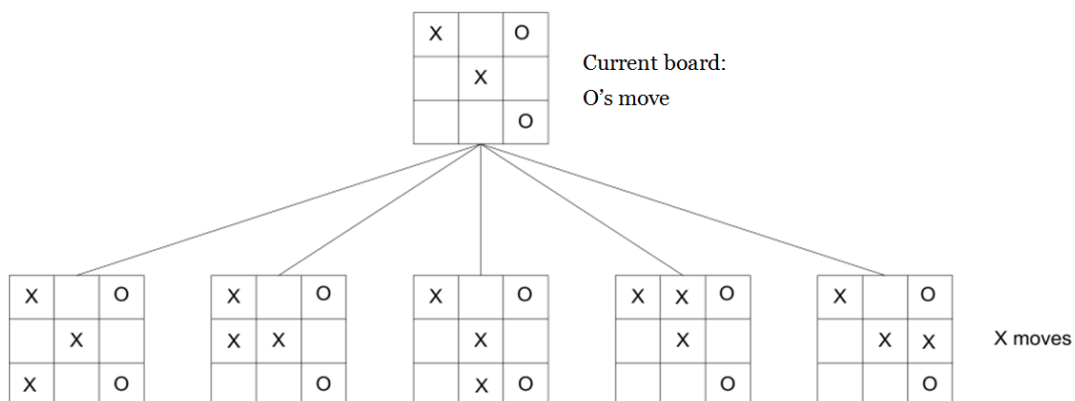 X O
Current board:
X
O's move
O
X O X O X O X X O X O
X X X X X X X X X moves
X O O X O O O